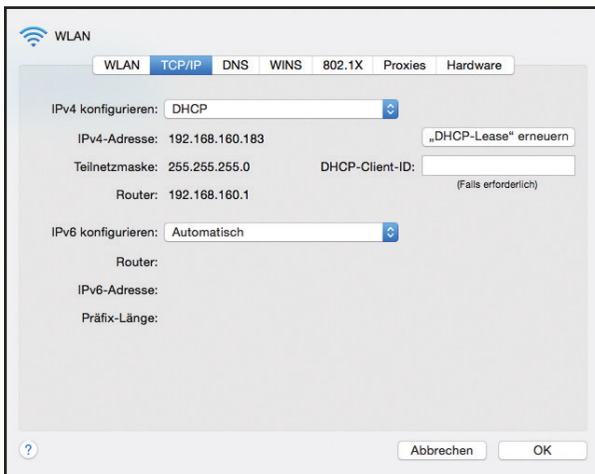 WLAN
WLAN TCP/IP DNS WINS 802.1X Proxies Hardware
IPv4 konfigurieren: DHCP
IPv4-Adresse: 192.168.160.183 „DHCP-Lease“ erneuern
Teilnetzmaske: 255.255.255.0 DHCP-Client-ID:
(Falls erforderlich)
Router: 192.168.160.1
IPv6 konfigurieren: Automatisch
Router:
IPv6-Adresse:
Präfix-Länge:
? Abbrechen OK